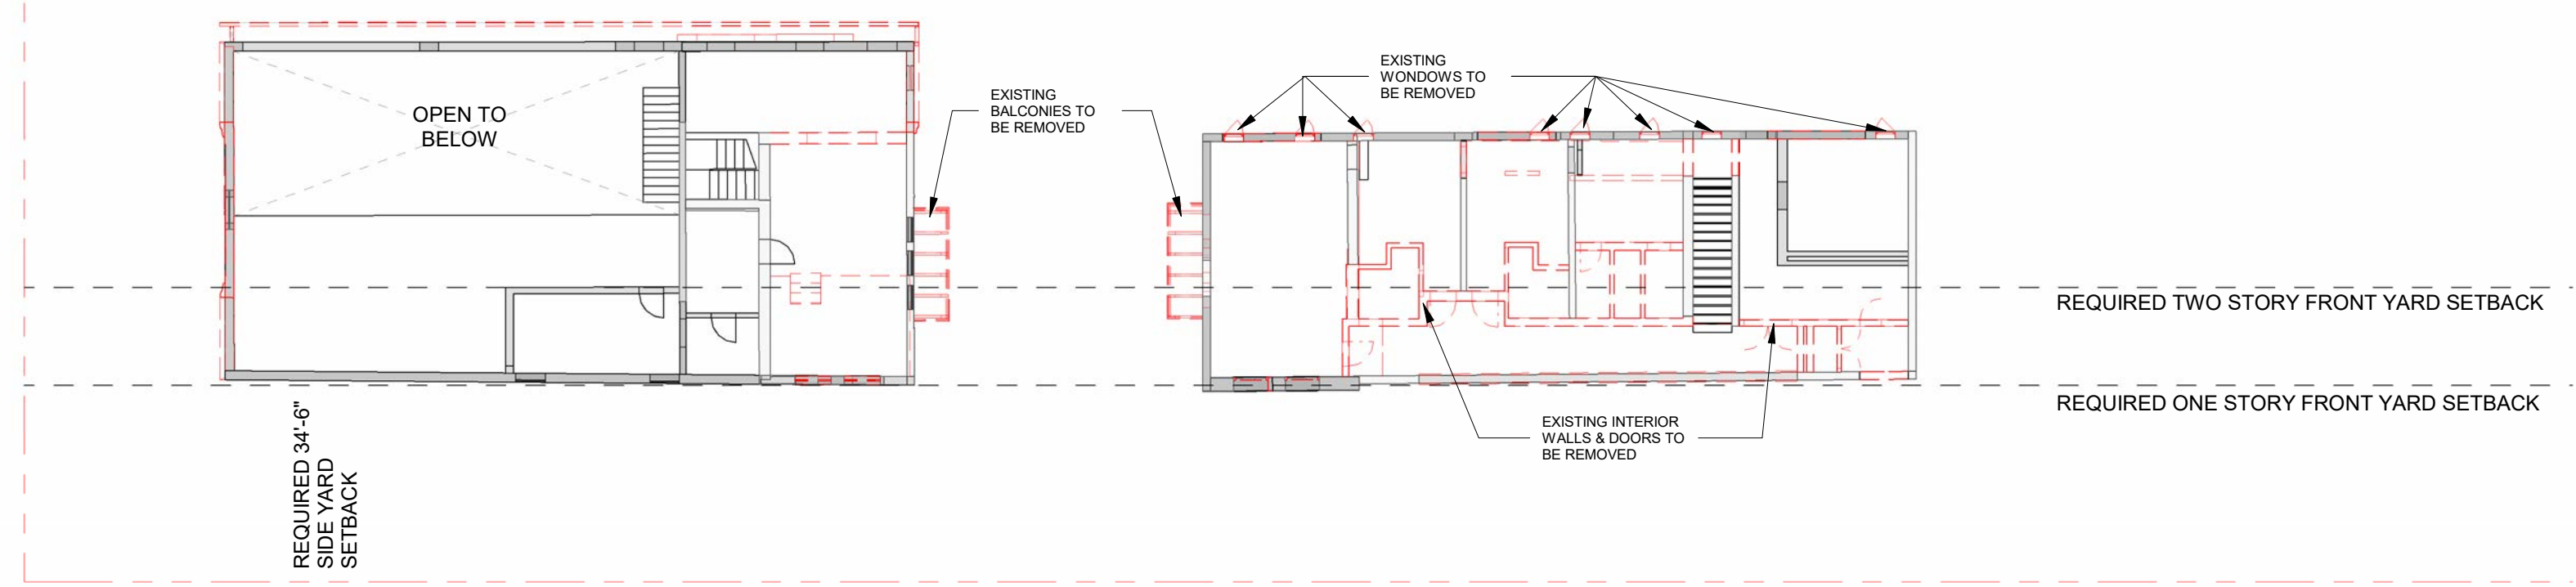 OPEN TO
BELOW
EXISTING
BALCONIES TO
BE REMOVED
EXISTING
WONDOWS TO
BE REMOVED
REQUIRED TWO STORY FRONT YARD SETBACK
REQUIRED ONE STORY FRONT YARD SETBACK
EXISTING INTERIOR
WALLS & DOORS TO
BE REMOVED
REQUIRED 34'-6"
SIDE YARD
SETBACK